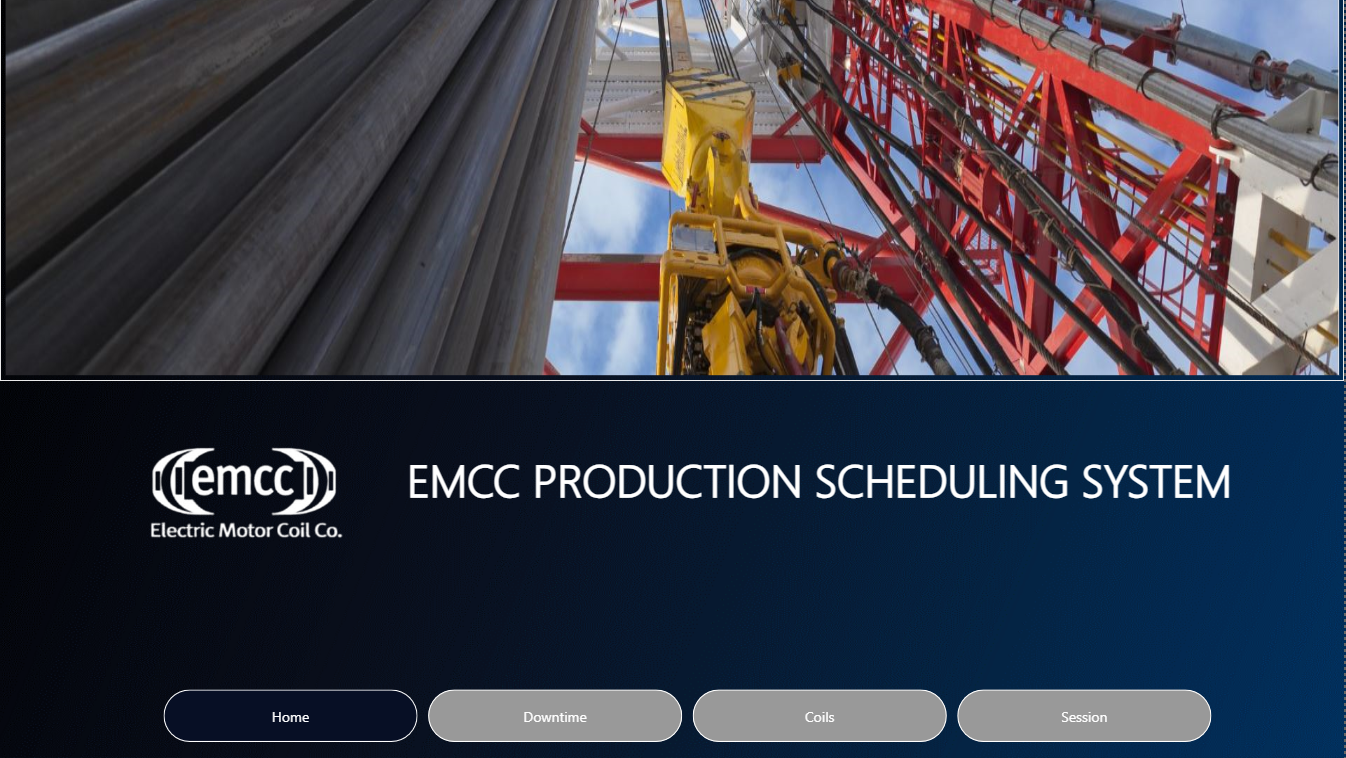 emcc
Electric Motor Coil Co.
EMCC PRODUCTION SCHEDULING SYSTEM
Home
Downtime
Coils
Session